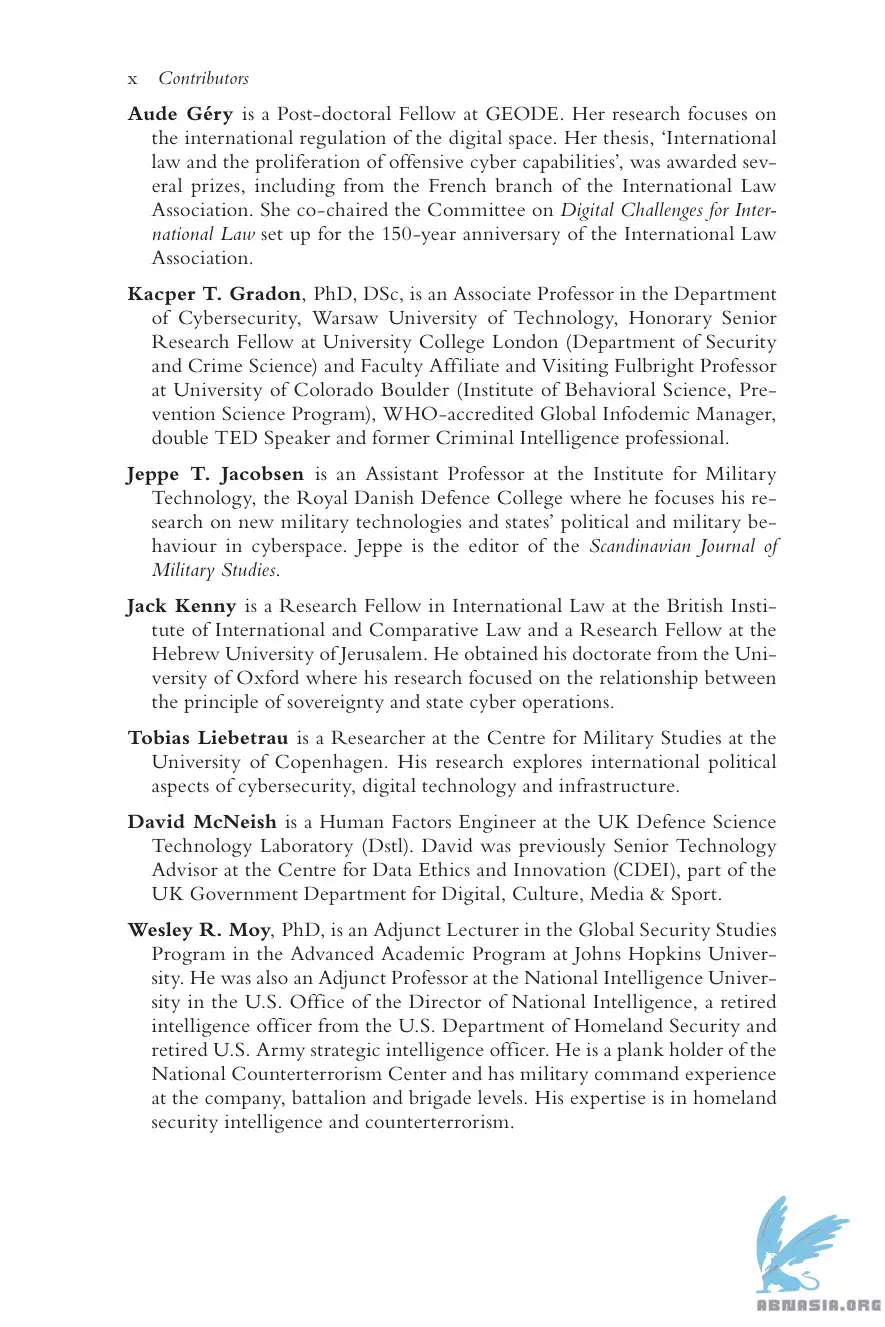 x Contributors
Aude Géry is a Post-doctoral Fellow at GEODE. Her research focuses on
the international regulation of the digital space. Her thesis, ‘International
law and the proliferation of offensive cyber capabilities’, was awarded sev-
eral prizes, including from the French branch of the International Law
Association. She co-chaired the Committee on Digital Challenges for Inter-
national Law set up for the 150-year anniversary of the International Law
Association.
Kacper T. Gradon, PhD, DSc, is an Associate Professor in the Department
of Cybersecurity, Warsaw University of Technology, Honorary Senior
Research Fellow at University College London (Department of Security
and Crime Science) and Faculty Affiliate and Visiting Fulbright Professor
at University of Colorado Boulder (Institute of Behavioral Science, Pre-
vention Science Program), WHO-accredited Global Infodemic Manager,
double TED Speaker and former Criminal Intelligence professional.
Jeppe T. Jacobsen is an Assistant Professor at the Institute for Military
Technology, the Royal Danish Defence College where he focuses his re-
search on new military technologies and states’ political and military be-
haviour in cyberspace. Jeppe is the editor of the Scandinavian Journal of
Military Studies.
Jack Kenny is a Research Fellow in International Law at the British Insti-
tute of International and Comparative Law and a Research Fellow at the
Hebrew University of Jerusalem. He obtained his doctorate from the Uni-
versity of Oxford where his research focused on the relationship between
the principle of sovereignty and state cyber operations.
Tobias Liebetrau is a Researcher at the Centre for Military Studies at the
University of Copenhagen. His research explores international political
aspects of cybersecurity, digital technology and infrastructure.
David McNeish is a Human Factors Engineer at the UK Defence Science
Technology Laboratory (Dstl). David was previously Senior Technology
Advisor at the Centre for Data Ethics and Innovation (CDEI), part of the
UK Government Department for Digital, Culture, Media & Sport.
Wesley R. Moy, PhD, is an Adjunct Lecturer in the Global Security Studies
Program in the Advanced Academic Program at Johns Hopkins Univer-
sity. He was also an Adjunct Professor at the National Intelligence Univer-
sity in the U.S. Office of the Director of National Intelligence, a retired
intelligence officer from the U.S. Department of Homeland Security and
retired U.S. Army strategic intelligence officer. He is a plank holder of the
National Counterterrorism Center and has military command experience
at the company, battalion and brigade levels. His expertise is in homeland
security intelligence and counterterrorism.
ABNASIA.ORG